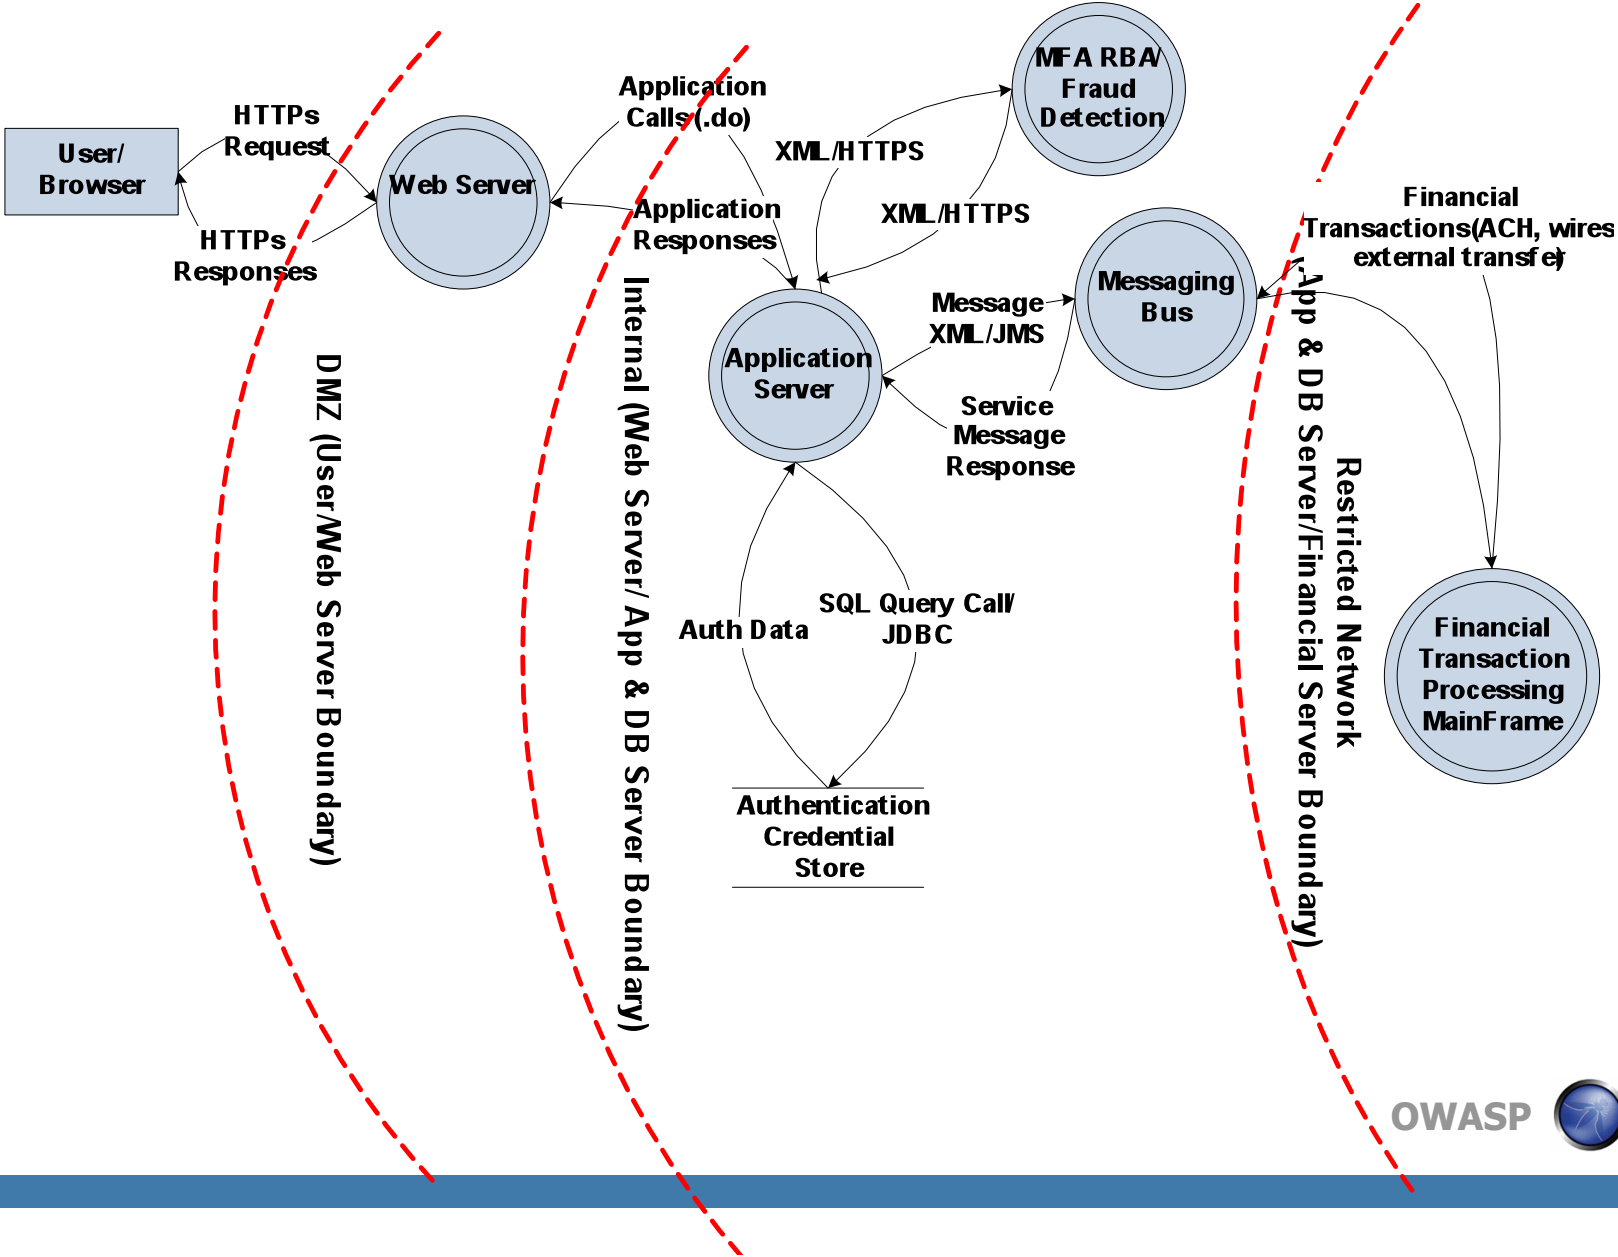 User/
Browser
HTTPs
Request
HTTPs
Responses
Web Server
Application
Calls (.do)
Application
Responses
MFA RBA/
Fraud
Detection
XML/HTTPS
XML/HTTPS
Application
Server
Message
XML/JMS
Service
Message
Response
Messaging
Bus
Financial
Transactions(ACH, wires
external transfer)
Auth Data
SQL Query Call/
JDBC
Authentication
Credential
Store
Financial
Transaction
Processing
MainFrame
DMZ (User/Web Server Boundary)
Internal (Web Server/ App & DB Server Boundary)
Restricted Network
App & DB Server/Financial Server Boundary)
OWASP